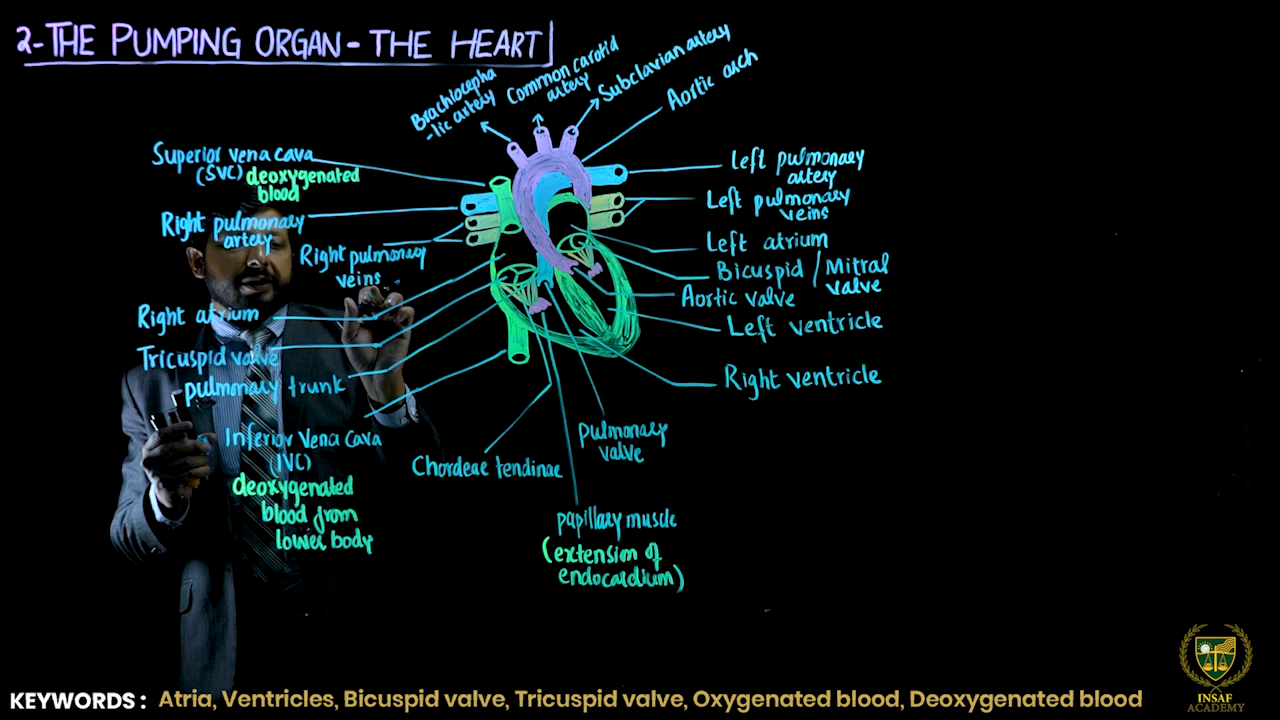 2-THE PUMPING ORGAN - THE HEART
Brachiocepha
-lic artery
Common carotid
artery
Subclavian artery
Aortic arch
Superior vena cava
(SVC) deoxygenated
blood
Right pulmonary
artery
Right pulmonary
veins
Right atrium
Tricuspid valve
pulmonary trunk
Inferior Vena Cava
(IVC)
deoxygenated
blood from
lower body
Left pulmonary
artery
Left pulmonary
veins
Left atrium
Bicuspid / Mitral
valve
Aortic valve
Left ventricle
Right ventricle
Pulmonary
valve
Chordeae tendinae
papillary muscle
(extension of
endocardium)
KEYWORDS : Atria, Ventricles, Bicuspid valve, Tricuspid valve, Oxygenated blood, Deoxygenated blood
INSAF
ACADEMY